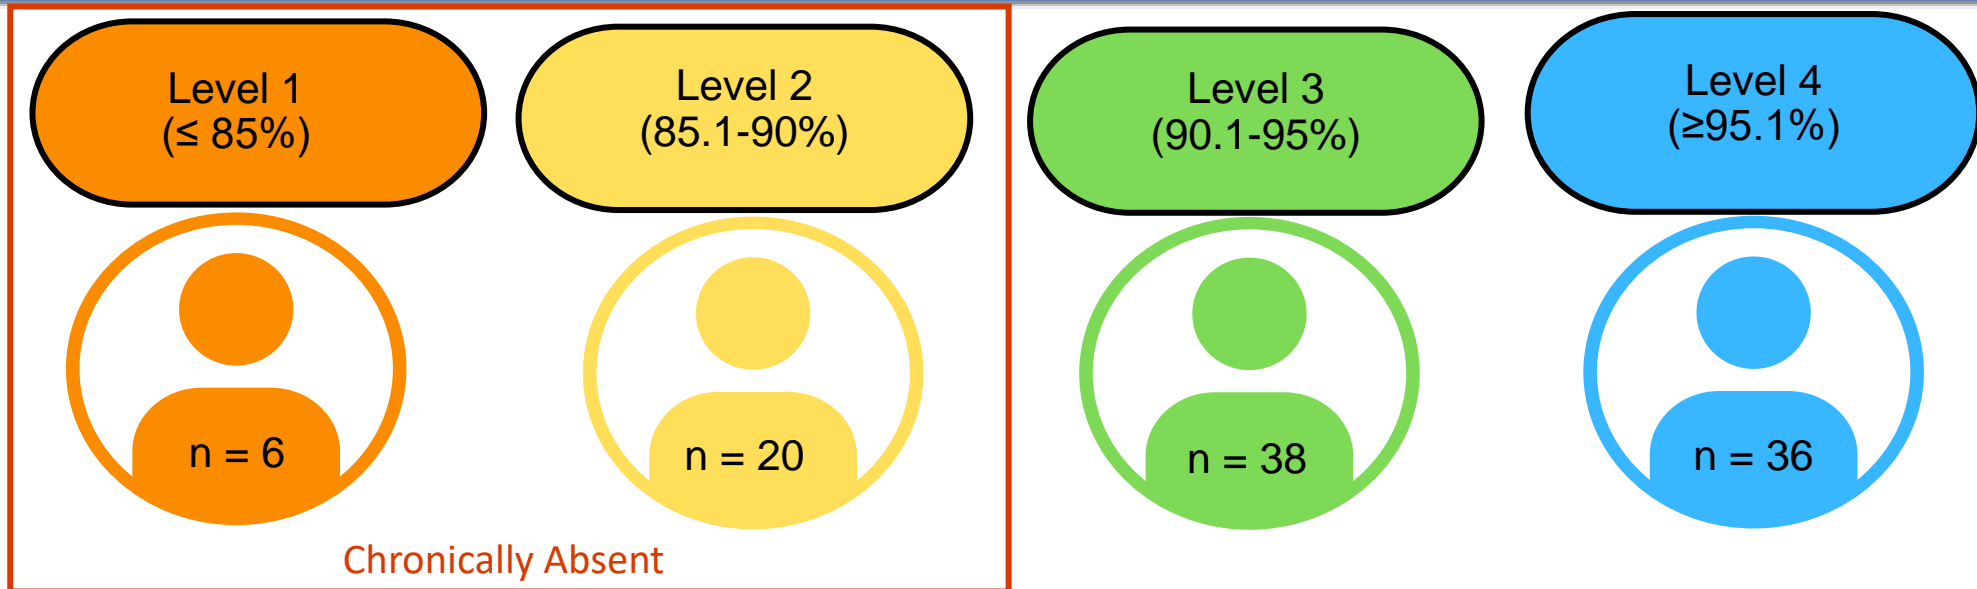 Level 1
(≤ 85%)
Level 2
(85.1-90%)
Level 3
(90.1-95%)
Level 4
(≥95.1%)
n = 6
n = 20
n = 38
n = 36
Chronically Absent